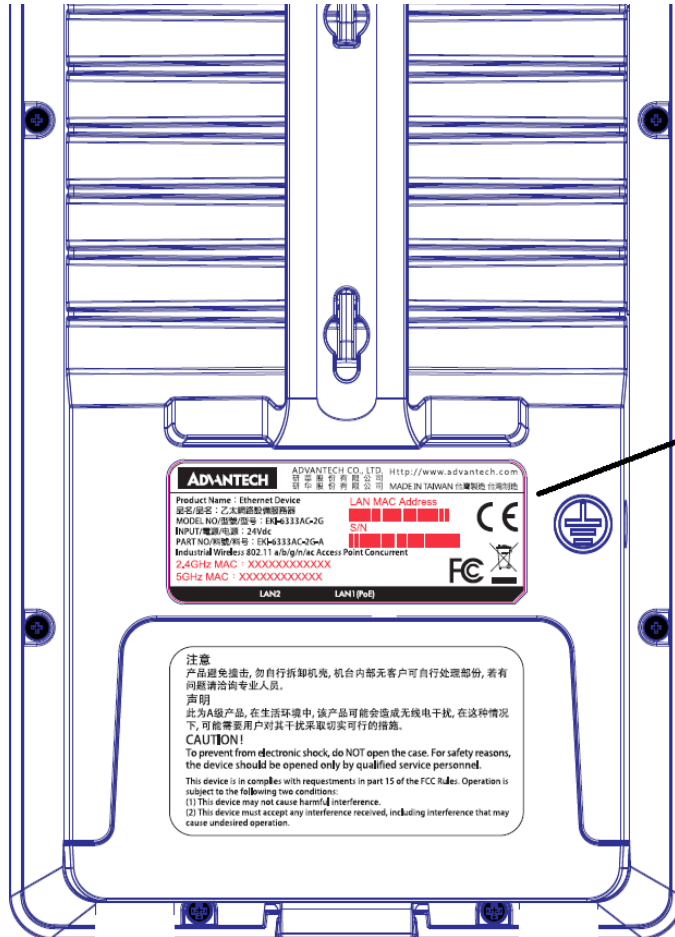 ADVANTECH
ADVANTECH CO., LTD.
研華股份有限公司
研华股份有限公司
Http://www.advantech.com
MADE IN TAIWAN 台灣製造 台湾制造
Product Name : Ethernet Device
品名/品名 : 乙太網路設備服務器
MODEL NO/型號/型号 : EKI-6333AC-2G
INPUT/電源/电源 : 24Vdc
PART NO/料號/料号 : EKI-6333AC-2G-A
Industrial Wireless 802.11 a/b/g/n/ac Access Point Concurrent
2.4GHz MAC : XXXXXXXXXXXX
5GHz MAC : XXXXXXXXXXXX
LAN MAC Address
S/N
CE
FC
LAN2 LAN1(PoE)
注意
产品避免撞击, 勿自行拆卸机壳, 机台内部无客户可自行处理部份, 若有
问题请洽询专业人员。
声明
此为A级产品, 在生活环境中, 该产品可能会造成无线电干扰, 在这种情况
下, 可能需要用户对其干扰采取切实可行的措施。
CAUTION!
To prevent from electronic shock, do NOT open the case. For safety reasons,
the device should be opened only by qualified service personnel.
This device is in complies with requestments in part 15 of the FCC Rules. Operation is
subject to the following two conditions:
(1) This device may not cause harmful interference.
(2) This device must accept any interference received, including interference that may
cause undesired operation.